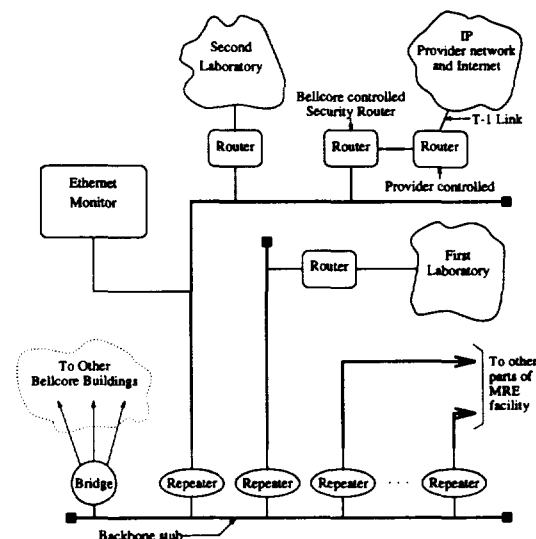 IP
Provider network
and Internet
Second
Laboratory
Bellcore controlled
Security Router
T-1 Link
Router
Router
Router
Provider controlled
Ethernet
Monitor
Router
First
Laboratory
To Other
Bellcore Buildings
To other
parts of
MRE
facility
Bridge
Repeater
Repeater
Repeater
. . .
Repeater
Backbone stub